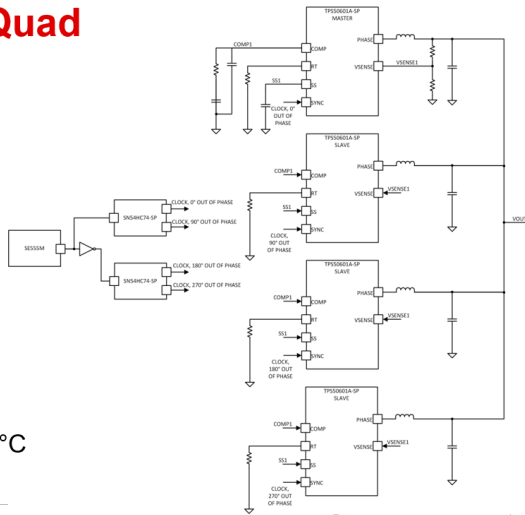 Quad
TPS50601A-SP
MASTER
COMP1
COMP
PHASE
RT
VSENSE
VSENSE1
SS1
SS
CLOCK, 0°
OUT OF
PHASE
SYNC
TPS50601A-SP
SLAVE
COMP1
COMP
PHASE
RT
VSENSE
VSENSE1
SS1
SS
CLOCK,
90° OUT
OF PHASE
SYNC
VOUT
SE555M
SN54HC74-SP
CLOCK, 0° OUT OF PHASE
CLOCK, 90° OUT OF PHASE
SN54HC74-SP
CLOCK, 180° OUT OF PHASE
CLOCK, 270° OUT OF PHASE
TPS50601A-SP
SLAVE
COMP1
COMP
PHASE
RT
VSENSE
VSENSE1
SS1
SS
CLOCK,
180° OUT
OF PHASE
SYNC
TPS50601A-SP
SLAVE
COMP1
COMP
PHASE
RT
VSENSE
VSENSE1
SS1
SS
CLOCK,
270° OUT
OF PHASE
SYNC
°C